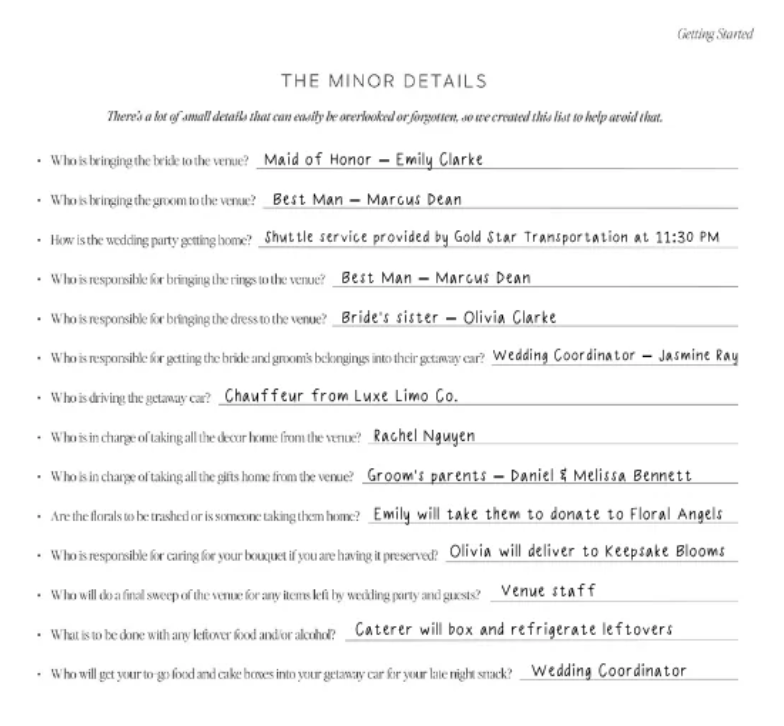 Getting Started
THE MINOR DETAILS
There's a lot of small details that can easily be overlooked or forgotten, so we created this list to help avoid that.
• Who is bringing the bride to the venue? Maid of Honor – Emily Clarke
• Who is bringing the groom to the venue? Best Man – Marcus Dean
• How is the wedding party getting home? Shuttle service provided by Gold Star Transportation at 11:30 PM
• Who is responsible for bringing the rings to the venue? Best Man – Marcus Dean
• Who is responsible for bringing the dress to the venue? Bride's sister – Olivia Clarke
• Who is responsible for getting the bride and groom's belongings into their getaway car? Wedding Coordinator – Jasmine Ray
• Who is driving the getaway car? Chauffeur from Luxe Limo Co.
• Who is in charge of taking all the decor home from the venue? Rachel Nguyen
• Who is in charge of taking all the gifts home from the venue? Groom's parents – Daniel & Melissa Bennett
• Are the florals to be trashed or is someone taking them home? Emily will take them to donate to Floral Angels
• Who is responsible for caring for your bouquet if you are having it preserved? Olivia will deliver to Keepsake Blooms
• Who will do a final sweep of the venue for any items left by wedding party and guests? Venue staff
• What is to be done with any leftover food and/or alcohol? Caterer will box and refrigerate leftovers
• Who will get your to-go food and cake boxes into your getaway car for your late night snack? Wedding Coordinator